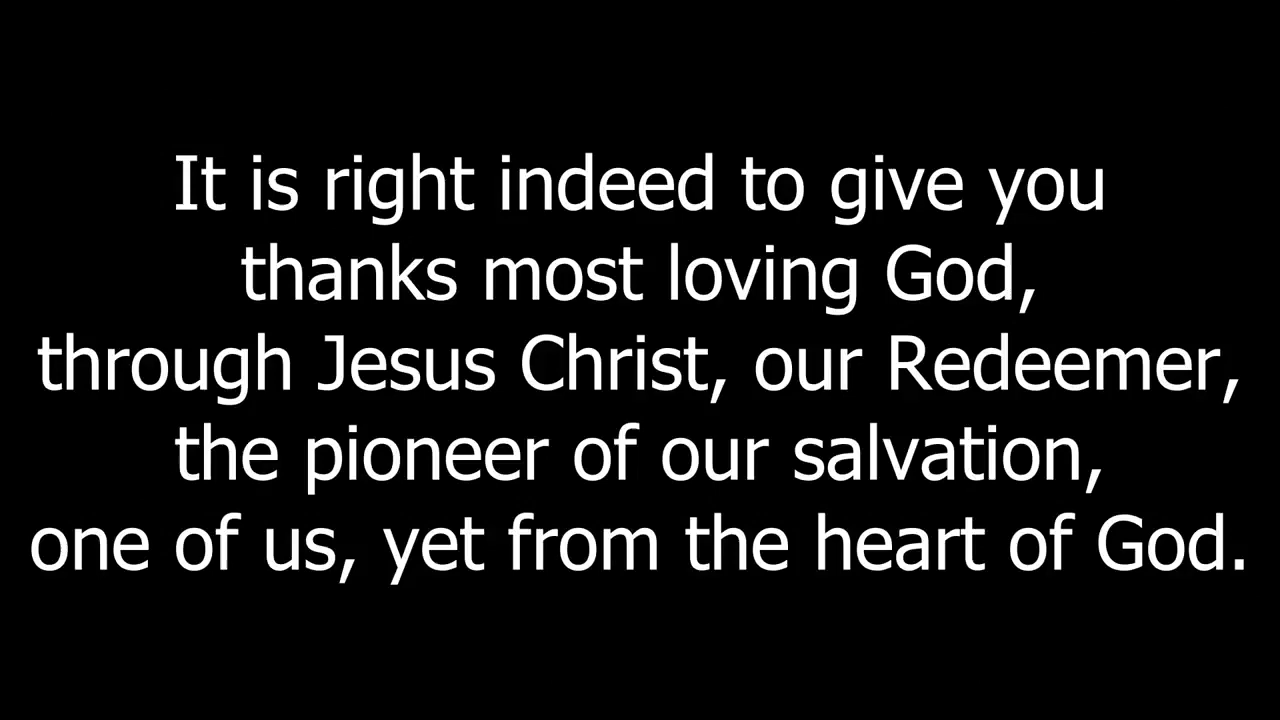 It is right indeed to give you
thanks most loving God,
through Jesus Christ, our Redeemer,
the pioneer of our salvation,
one of us, yet from the heart of God.